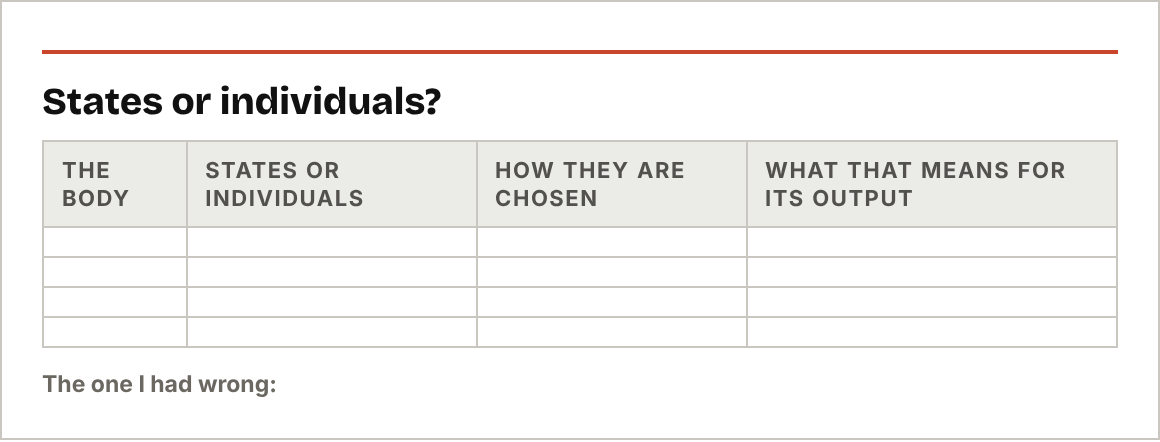 States or individuals?
THE
BODY
STATES OR
INDIVIDUALS
HOW THEY ARE
CHOSEN
WHAT THAT MEANS FOR
ITS OUTPUT
The one I had wrong: